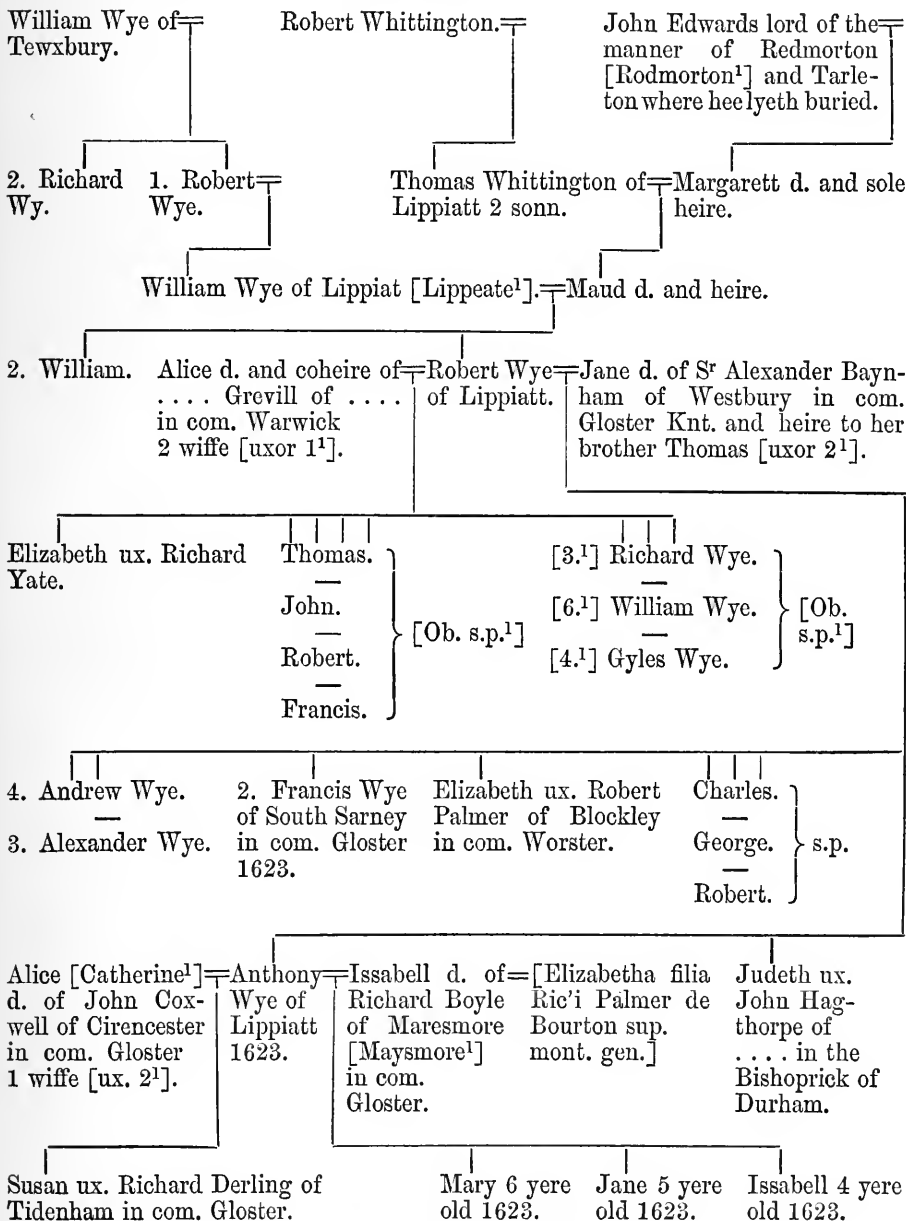 William Wye of
Tewxbury.
Robert Whittington.
John Edwards lord of the
manner of Redmorton
[Rodmorton¹] and Tarle-
ton where hee lyeth buried.
2. Richard
Wy.
1. Robert
Wye.
Thomas Whittington of
Lippiatt 2 sonn.
Margarett d. and sole
heire.
William Wye of Lippiat [Lippeate¹].
Maud d. and heire.
2. William.
Alice d. and coheire of
. . . . Grevill of . . . .
in com. Warwick
2 wiffe [uxor 1¹].
Robert Wye
of Lippiatt.
Jane d. of Sʳ Alexander Bayn-
ham of Westbury in com.
Gloster Knt. and heire to her
brother Thomas [uxor 2¹].
Elizabeth ux. Richard
Yate.
Thomas.
John.
Robert.
Francis.
[Ob. s.p.¹]
[3.¹] Richard Wye.
[6.¹] William Wye.
[4.¹] Gyles Wye.
[Ob.
s.p.¹]
4. Andrew Wye.
3. Alexander Wye.
2. Francis Wye
of South Sarney
in com. Gloster
1623.
Elizabeth ux. Robert
Palmer of Blockley
in com. Worster.
Charles.
George.
Robert.
s.p.
Alice [Catherine¹]
d. of John Cox-
well of Cirencester
in com. Gloster
1 wiffe [ux. 2¹].
Anthony
Wye of
Lippiatt
1623.
Issabell d. of
Richard Boyle
of Maresmore
[Maysmore¹]
in com.
Gloster.
[Elizabetha filia
Ric'i Palmer de
Bourton sup.
mont. gen.]
Judeth ux.
John Hag-
thorpe of
. . . . in the
Bishoprick of
Durham.
Susan ux. Richard Derling of
Tidenham in com. Gloster.
Mary 6 yere
old 1623.
Jane 5 yere
old 1623.
Issabell 4 yere
old 1623.